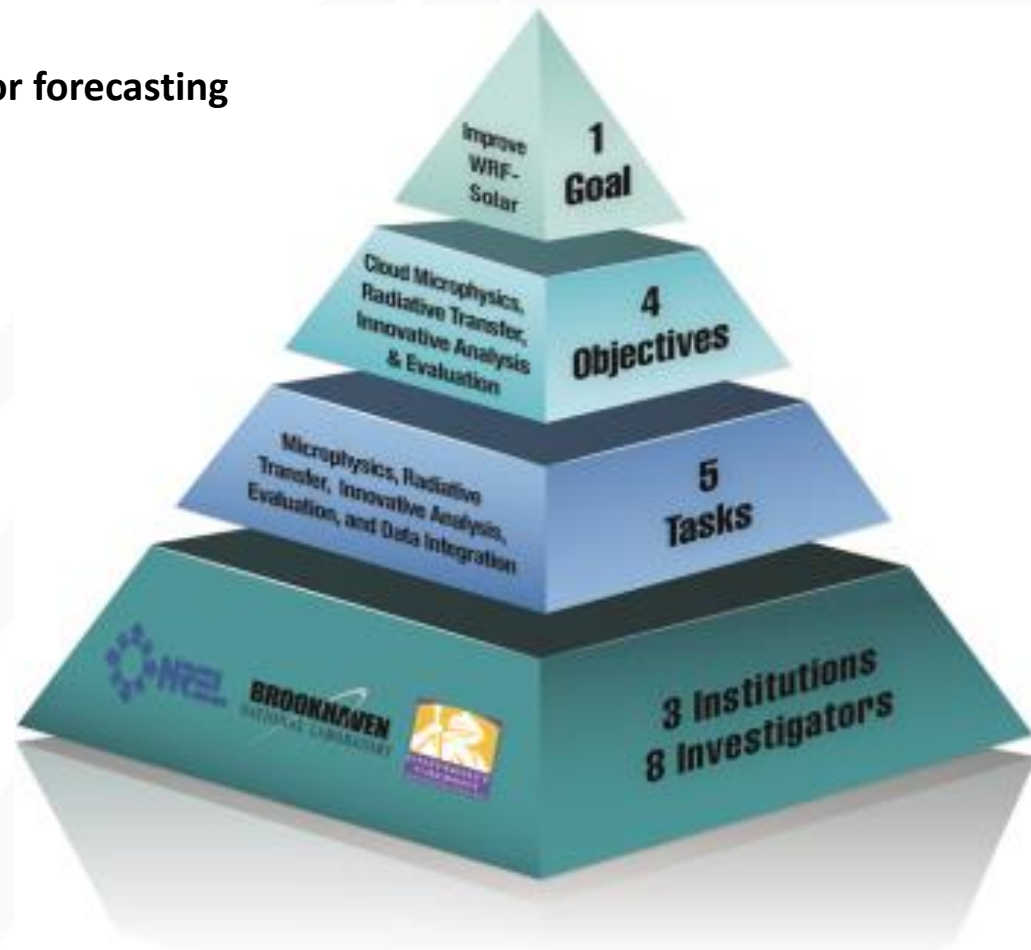 or forecasting
Improve
WRF-
Solar
1
Goal
Cloud Microphysics,
Radiative Transfer,
Innovative Analysis
& Evaluation
4
Objectives
Microphysics, Radiative
Transfer, Innovative Analysis,
Evaluation, and Data Integration
5
Tasks
NREL
BROOKHAVEN
NATIONAL LABORATORY
3 Institutions
8 Investigators